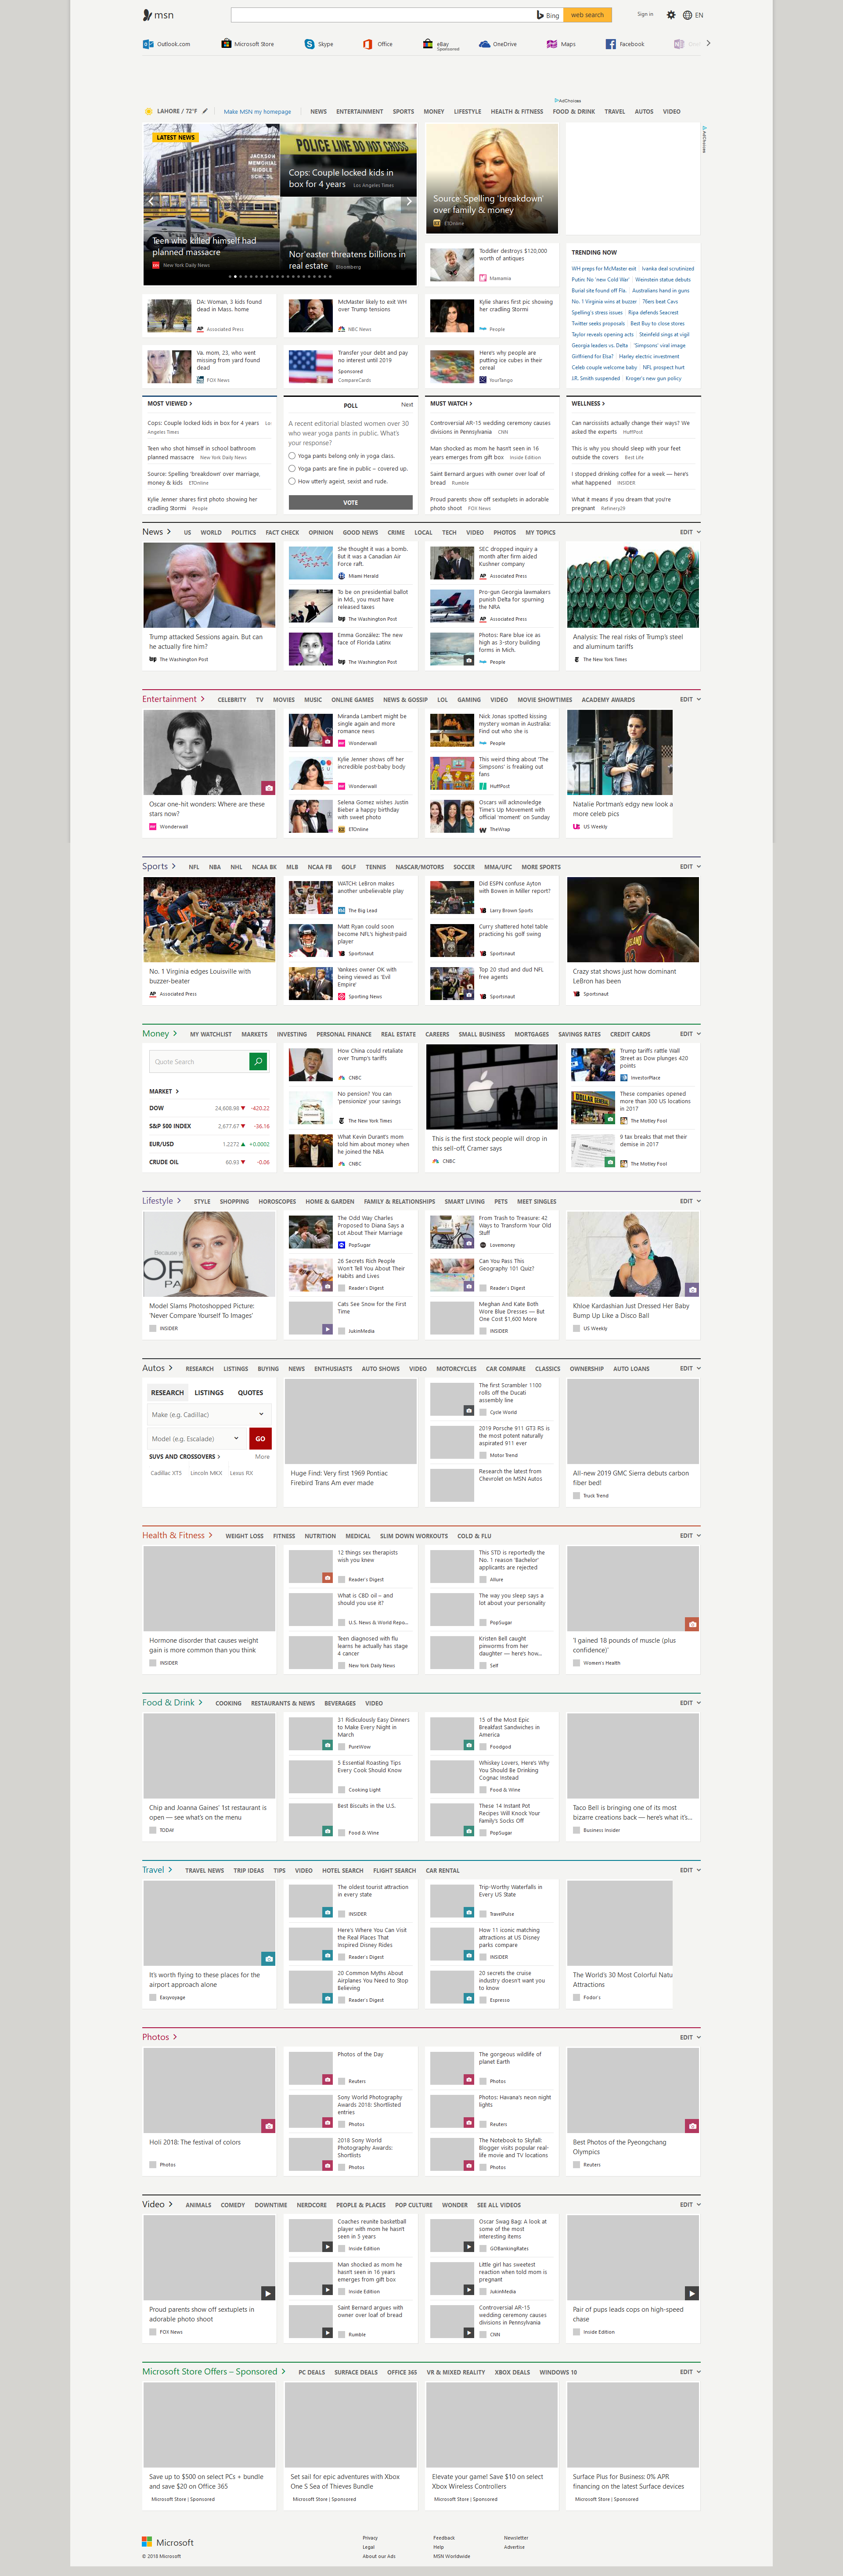 msn
Bing
web search
Sign in
EN
Outlook.com
Microsoft Store
Skype
Office
eBay
Sponsored
OneDrive
Maps
Facebook
AdChoices
LAHORE / 72°F
Make MSN my homepage
NEWS ENTERTAINMENT SPORTS MONEY LIFESTYLE HEALTH & FITNESS FOOD & DRINK TRAVEL AUTOS VIDEO
LATEST NEWS
JACKSON
MEMORIAL
MIDDLE
SCHOOL
Teen who killed himself had
planned massacre
New York Daily News
POLICE LINE DO NOT CROSS
Cops: Couple locked kids in
box for 4 years Los Angeles Times
Nor'easter threatens billions in
real estate Bloomberg
Source: Spelling 'breakdown'
over family & money
ETOnline
AdChoices
Toddler destroys $120,000
worth of antiques
Mamamia
TRENDING NOW
WH preps for McMaster exit Ivanka deal scrutinized
Putin: No 'new Cold War' Weinstein statue debuts
Burial site found off Fla. Australians hand in guns
No. 1 Virginia wins at buzzer 76ers beat Cavs
Spelling's stress issues Ripa defends Seacrest
Twitter seeks proposals Best Buy to close stores
Taylor reveals opening acts Steinfeld sings at vigil
Georgia leaders vs. Delta 'Simpsons' viral image
Girlfriend for Elsa? Harley electric investment
Celeb couple welcome baby NFL prospect hurt
J.R. Smith suspended Kroger's new gun policy
DA: Woman, 3 kids found
dead in Mass. home
Associated Press
McMaster likely to exit WH
over Trump tensions
NBC News
Kylie shares first pic showing
her cradling Stormi
People
Va. mom, 23, who went
missing from yard found
dead
FOX News
Transfer your debt and pay
no interest until 2019
Sponsored
CompareCards
Here's why people are
putting ice cubes in their
cereal
YourTango
MOST VIEWED
Cops: Couple locked kids in box for 4 years Los
Angeles Times
Teen who shot himself in school bathroom
planned massacre New York Daily News
Source: Spelling 'breakdown' over marriage,
money & kids ETOnline
Kylie Jenner shares first photo showing her
cradling Stormi People
POLL
Next
A recent editorial blasted women over 30
who wear yoga pants in public. What's
your response?
Yoga pants belong only in yoga class.
Yoga pants are fine in public – covered up.
How utterly ageist, sexist and rude.
VOTE
MUST WATCH
Controversial AR-15 wedding ceremony causes
divisions in Pennsylvania CNN
Man shocked as mom he hasn't seen in 16
years emerges from gift box Inside Edition
Saint Bernard argues with owner over loaf of
bread Rumble
Proud parents show off sextuplets in adorable
photo shoot FOX News
WELLNESS
Can narcissists actually change their ways? We
asked the experts HuffPost
This is why you should sleep with your feet
outside the covers Best Life
I stopped drinking coffee for a week — here's
what happened INSIDER
What it means if you dream that you're
pregnant Refinery29
News
US WORLD POLITICS FACT CHECK OPINION GOOD NEWS CRIME LOCAL TECH VIDEO PHOTOS MY TOPICS
EDIT
Trump attacked Sessions again. But can
he actually fire him?
The Washington Post
She thought it was a bomb.
But it was a Canadian Air
Force raft.
Miami Herald
To be on presidential ballot
in Md., you must have
released taxes
The Washington Post
Emma González: The new
face of Florida Latinx
The Washington Post
SEC dropped inquiry a
month after firm aided
Kushner company
Associated Press
Pro-gun Georgia lawmakers
punish Delta for spurning
the NRA
Associated Press
Photos: Rare blue ice as
high as 3-story building
forms in Mich.
People
Analysis: The real risks of Trump's steel
and aluminum tariffs
The New York Times
Entertainment
CELEBRITY TV MOVIES MUSIC ONLINE GAMES NEWS & GOSSIP LOL GAMING VIDEO MOVIE SHOWTIMES ACADEMY AWARDS
EDIT
Oscar one-hit wonders: Where are these
stars now?
Wonderwall
Miranda Lambert might be
single again and more
romance news
Wonderwall
Kylie Jenner shows off her
incredible post-baby body
Wonderwall
Selena Gomez wishes Justin
Bieber a happy birthday
with sweet photo
ETOnline
Nick Jonas spotted kissing
mystery woman in Australia:
Find out who she is
People
This weird thing about 'The
Simpsons' is freaking out
fans
HuffPost
Oscars will acknowledge
Time's Up Movement with
official 'moment' on Sunday
TheWrap
Natalie Portman's edgy new look a
more celeb pics
US Weekly
Sports
NFL NBA NHL NCAA BK MLB NCAA FB GOLF TENNIS NASCAR/MOTORS SOCCER MMA/UFC MORE SPORTS
EDIT
No. 1 Virginia edges Louisville with
buzzer-beater
Associated Press
WATCH: LeBron makes
another unbelievable play
The Big Lead
Matt Ryan could soon
become NFL's highest-paid
player
Sportsnaut
Yankees owner OK with
being viewed as 'Evil
Empire'
Sporting News
Did ESPN confuse Ayton
with Bowen in Miller report?
Larry Brown Sports
Curry shattered hotel table
practicing his golf swing
Sportsnaut
Top 20 stud and dud NFL
free agents
Sportsnaut
Crazy stat shows just how dominant
LeBron has been
Sportsnaut
Money
MY WATCHLIST MARKETS INVESTING PERSONAL FINANCE REAL ESTATE CAREERS SMALL BUSINESS MORTGAGES SAVINGS RATES CREDIT CARDS
EDIT
Quote Search
MARKET
DOW 24,608.98 -420.22
S&P 500 INDEX 2,677.67 -36.16
EUR/USD 1.2272 +0.0002
CRUDE OIL 60.93 -0.06
How China could retaliate
over Trump's tariffs
CNBC
No pension? You can
'pensionize' your savings
The New York Times
What Kevin Durant's mom
told him about money when
he joined the NBA
CNBC
This is the first stock people will drop in
this sell-off, Cramer says
CNBC
Trump tariffs rattle Wall
Street as Dow plunges 420
points
InvestorPlace
DOLLAR GENERAL
These companies opened
more than 300 US locations
in 2017
The Motley Fool
9 tax breaks that met their
demise in 2017
The Motley Fool
Lifestyle
STYLE SHOPPING HOROSCOPES HOME & GARDEN FAMILY & RELATIONSHIPS SMART LIVING PETS MEET SINGLES
EDIT
Model Slams Photoshopped Picture:
'Never Compare Yourself To Images'
INSIDER
The Odd Way Charles
Proposed to Diana Says a
Lot About Their Marriage
PopSugar
26 Secrets Rich People
Won't Tell You About Their
Habits and Lives
Reader's Digest
Cats See Snow for the First
Time
JukinMedia
From Trash to Treasure: 42
Ways to Transform Your Old
Stuff
Lovemoney
Can You Pass This
Geography 101 Quiz?
Reader's Digest
Meghan And Kate Both
Wore Blue Dresses — But
One Cost $1,600 More
INSIDER
Khloe Kardashian Just Dressed Her Baby
Bump Up Like a Disco Ball
US Weekly
Autos
RESEARCH LISTINGS BUYING NEWS ENTHUSIASTS AUTO SHOWS VIDEO MOTORCYCLES CAR COMPARE CLASSICS OWNERSHIP AUTO LOANS
EDIT
RESEARCH LISTINGS QUOTES
Make (e.g. Cadillac)
Model (e.g. Escalade)
GO
SUVS AND CROSSOVERS
More
Cadillac XT5 Lincoln MKX Lexus RX
Huge Find: Very first 1969 Pontiac
Firebird Trans Am ever made
The first Scrambler 1100
rolls off the Ducati
assembly line
Cycle World
2019 Porsche 911 GT3 RS is
the most potent naturally
aspirated 911 ever
Motor Trend
Research the latest from
Chevrolet on MSN Autos
All-new 2019 GMC Sierra debuts carbon
fiber bed!
Truck Trend
Health & Fitness
WEIGHT LOSS FITNESS NUTRITION MEDICAL SLIM DOWN WORKOUTS COLD & FLU
EDIT
Hormone disorder that causes weight
gain is more common than you think
INSIDER
12 things sex therapists
wish you knew
Reader's Digest
What is CBD oil – and
should you use it?
U.S. News & World Repo...
Teen diagnosed with flu
learns he actually has stage
4 cancer
New York Daily News
This STD is reportedly the
No. 1 reason 'Bachelor'
applicants are rejected
Allure
The way you sleep says a
lot about your personality
PopSugar
Kristen Bell caught
pinworms from her
daughter — here's how...
Self
'I gained 18 pounds of muscle (plus
confidence)'
Women's Health
Food & Drink
COOKING RESTAURANTS & NEWS BEVERAGES VIDEO
EDIT
Chip and Joanna Gaines' 1st restaurant is
open — see what's on the menu
TODAY
31 Ridiculously Easy Dinners
to Make Every Night in
March
PureWow
5 Essential Roasting Tips
Every Cook Should Know
Cooking Light
Best Biscuits in the U.S.
Food & Wine
15 of the Most Epic
Breakfast Sandwiches in
America
Foodgod
Whiskey Lovers, Here's Why
You Should Be Drinking
Cognac Instead
Food & Wine
These 14 Instant Pot
Recipes Will Knock Your
Family's Socks Off
PopSugar
Taco Bell is bringing one of its most
bizarre creations back — here's what it's...
Business Insider
Travel
TRAVEL NEWS TRIP IDEAS TIPS VIDEO HOTEL SEARCH FLIGHT SEARCH CAR RENTAL
EDIT
It's worth flying to these places for the
airport approach alone
Easyvoyage
The oldest tourist attraction
in every state
INSIDER
Here's Where You Can Visit
the Real Places That
Inspired Disney Rides
Reader's Digest
20 Common Myths About
Airplanes You Need to Stop
Believing
Reader's Digest
Trip-Worthy Waterfalls in
Every US State
TravelPulse
How 11 iconic matching
attractions at US Disney
parks compare
INSIDER
20 secrets the cruise
industry doesn't want you
to know
Espresso
The World's 30 Most Colorful Natu
Attractions
Fodor's
Photos
EDIT
Holi 2018: The festival of colors
Photos
Photos of the Day
Reuters
Sony World Photography
Awards 2018: Shortlisted
entries
Photos
2018 Sony World
Photography Awards:
Shortlists
Photos
The gorgeous wildlife of
planet Earth
Photos
Photos: Havana's neon night
lights
Reuters
The Notebook to Skyfall:
Blogger visits popular real-
life movie and TV locations
Photos
Best Photos of the Pyeongchang
Olympics
Reuters
Video
ANIMALS COMEDY DOWNTIME NERDCORE PEOPLE & PLACES POP CULTURE WONDER SEE ALL VIDEOS
EDIT
Proud parents show off sextuplets in
adorable photo shoot
FOX News
Coaches reunite basketball
player with mom he hasn't
seen in 5 years
Inside Edition
Man shocked as mom he
hasn't seen in 16 years
emerges from gift box
Inside Edition
Saint Bernard argues with
owner over loaf of bread
Rumble
Oscar Swag Bag: A look at
some of the most
interesting items
GOBankingRates
Little girl has sweetest
reaction when told mom is
pregnant
JukinMedia
Controversial AR-15
wedding ceremony causes
divisions in Pennsylvania
CNN
Pair of pups leads cops on high-speed
chase
Inside Edition
Microsoft Store Offers – Sponsored
PC DEALS SURFACE DEALS OFFICE 365 VR & MIXED REALITY XBOX DEALS WINDOWS 10
EDIT
Save up to $500 on select PCs + bundle
and save $20 on Office 365
Microsoft Store | Sponsored
Set sail for epic adventures with Xbox
One S Sea of Thieves Bundle
Microsoft Store | Sponsored
Elevate your game! Save $10 on select
Xbox Wireless Controllers
Microsoft Store | Sponsored
Surface Plus for Business: 0% APR
financing on the latest Surface devices
Microsoft Store | Sponsored
Microsoft
© 2018 Microsoft
Privacy
Legal
About our Ads
Feedback
Help
MSN Worldwide
Newsletter
Advertise